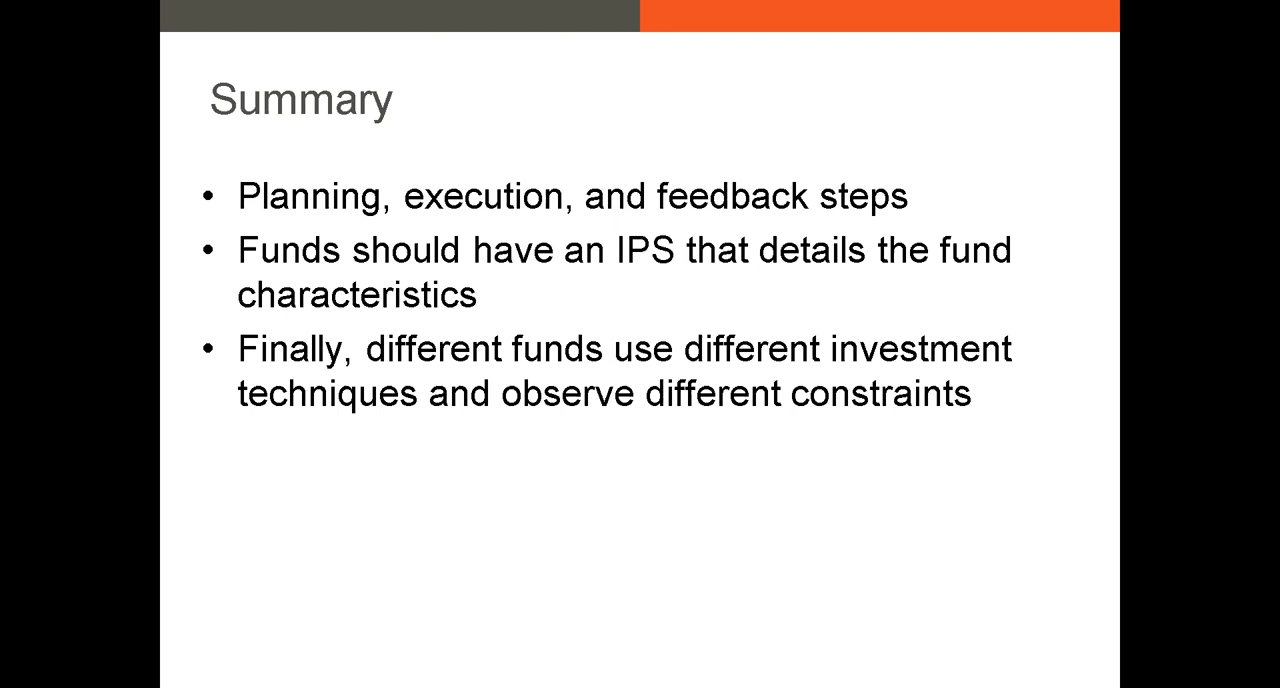 Summary
• Planning, execution, and feedback steps
• Funds should have an IPS that details the fund
characteristics
• Finally, different funds use different investment
techniques and observe different constraints